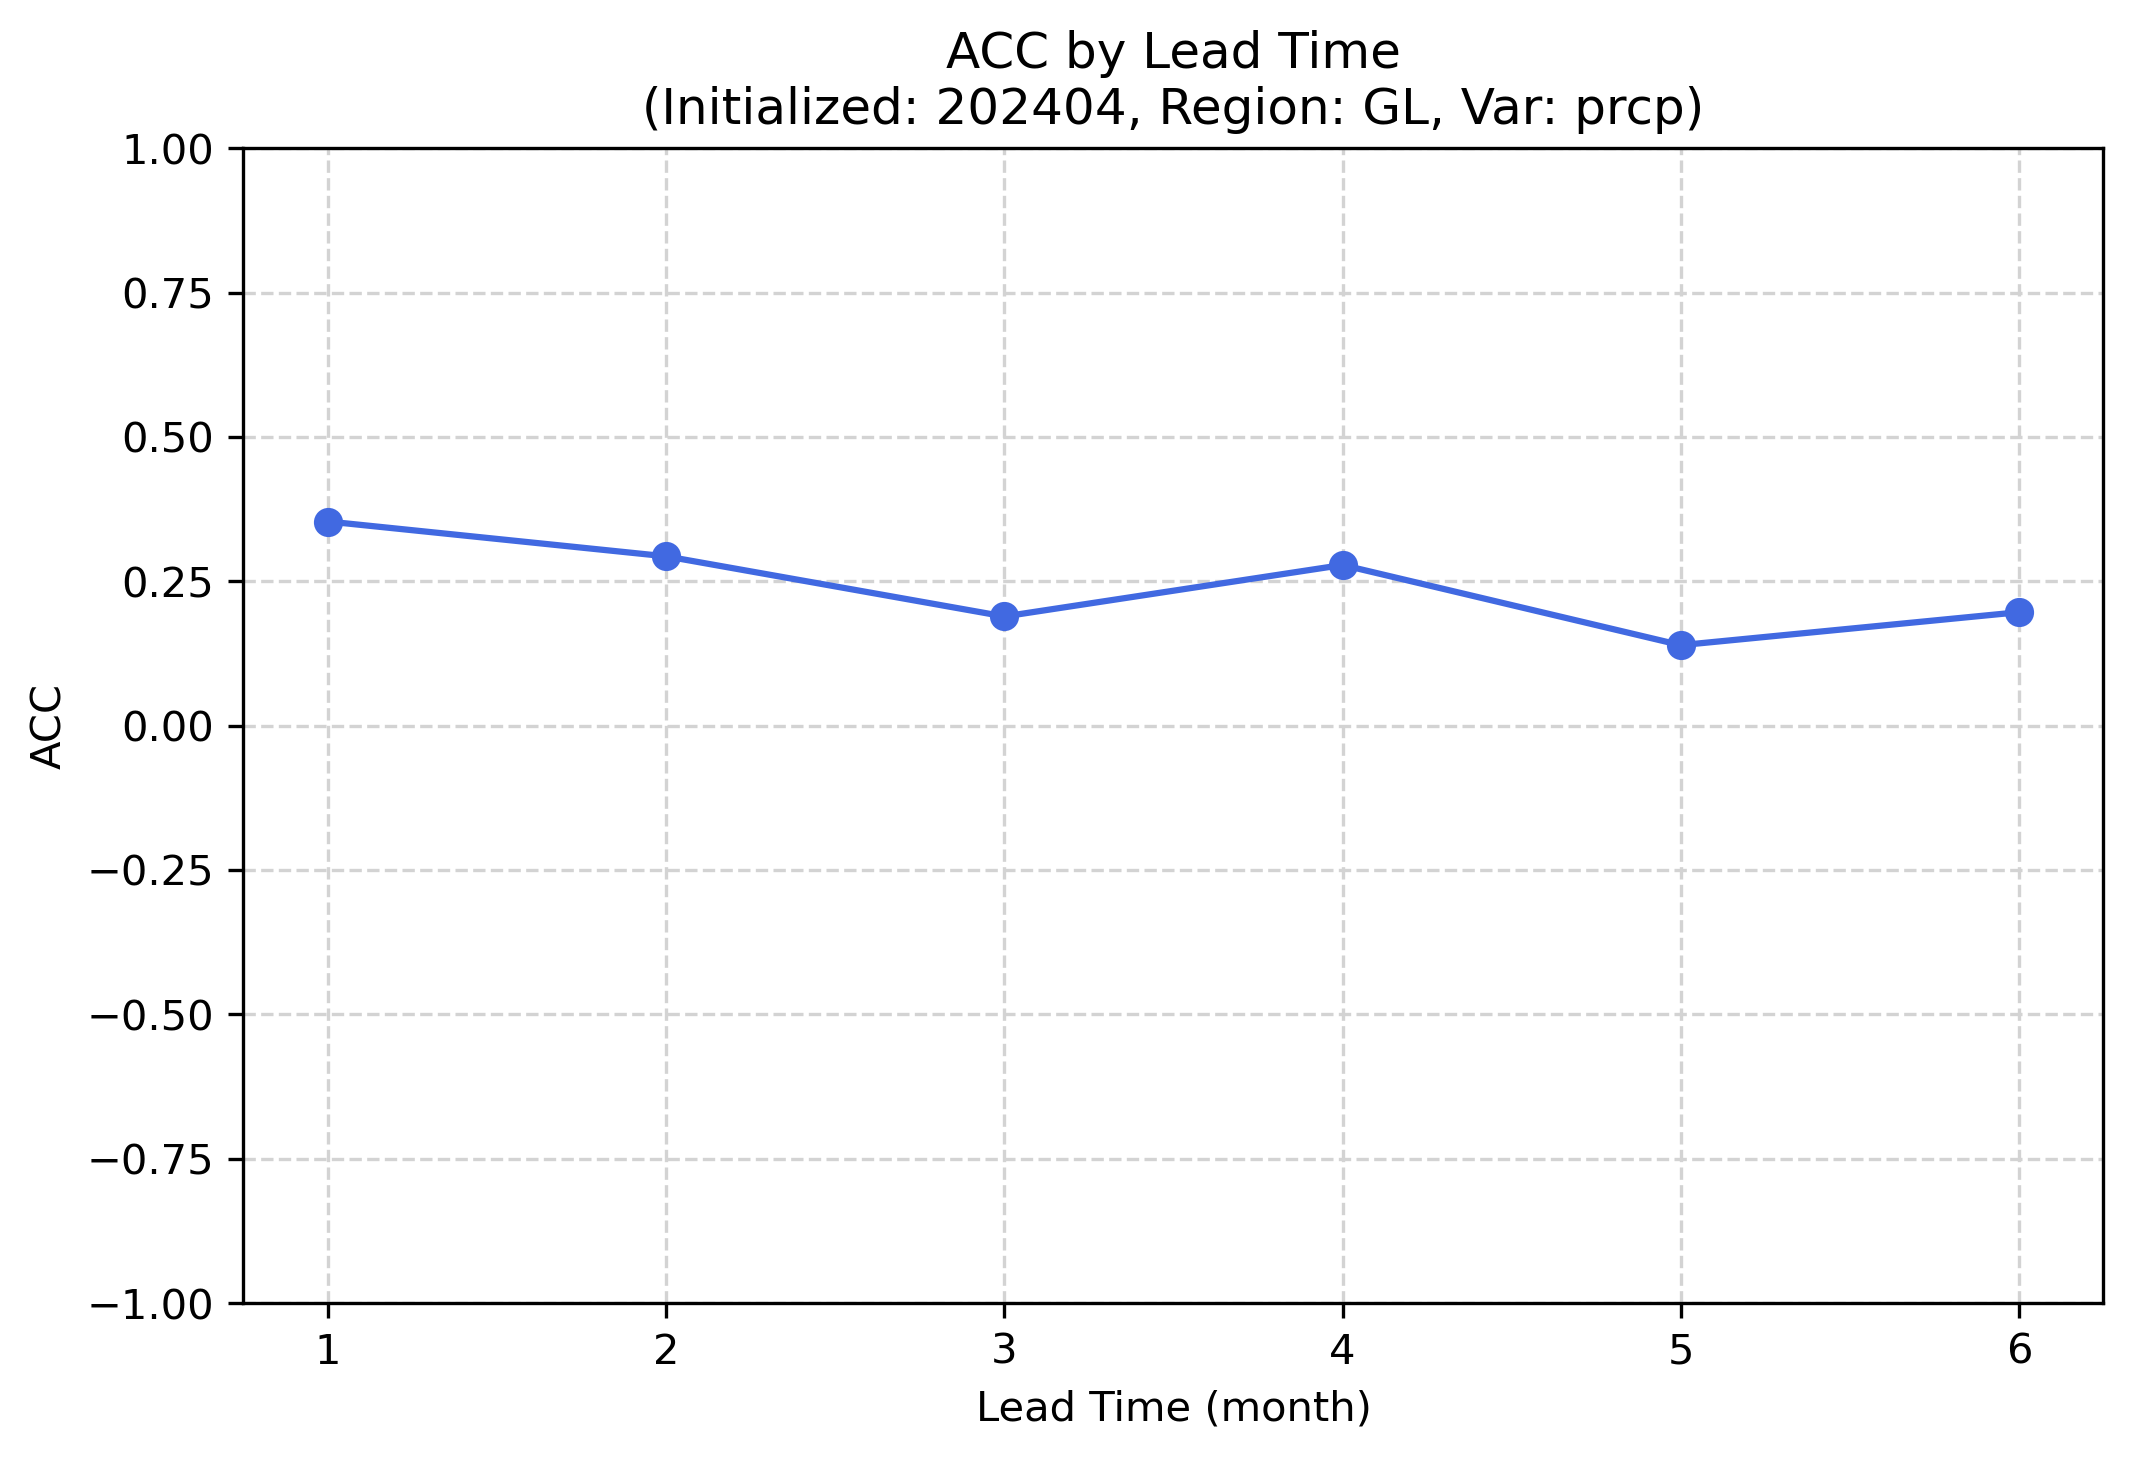 ACC by Lead Time
(Initialized: 202404, Region: GL, Var: prcp)
1.00
0.75
0.50
0.25
0.00
−0.25
−0.50
−0.75
−1.00
ACC
1 2 3 4 5 6
Lead Time (month)